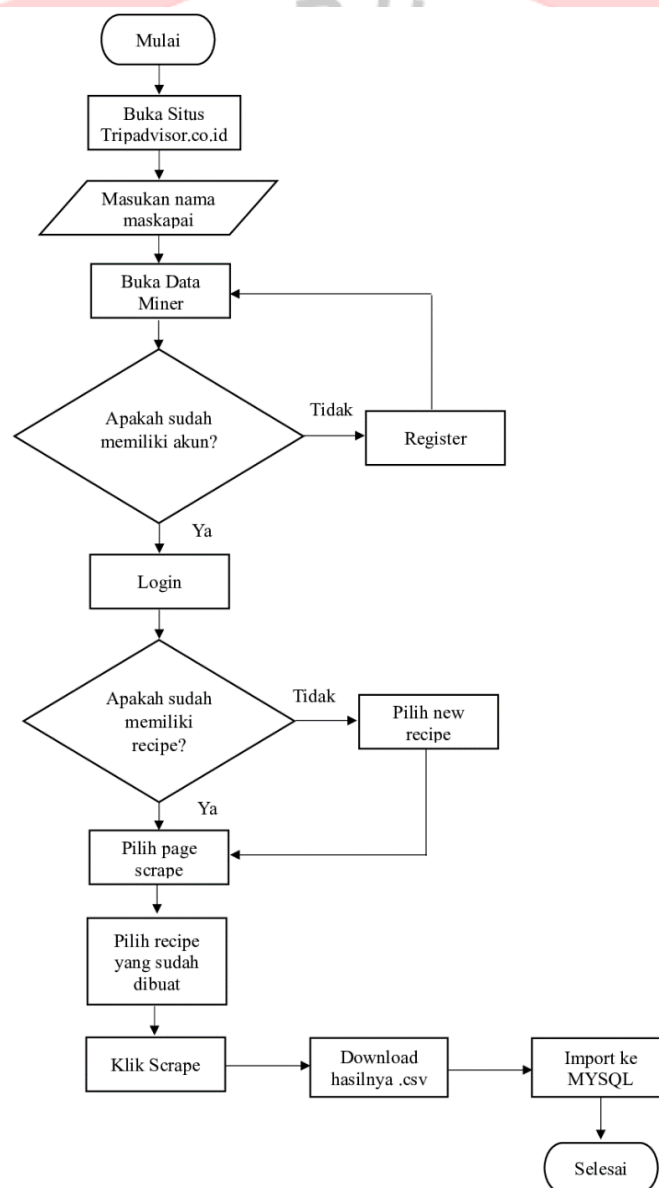 Mulai
Buka Situs
Tripadvisor.co.id
Masukan nama
maskapai
Buka Data
Miner
Apakah sudah
memiliki akun?
Tidak
Register
Ya
Login
Apakah sudah
memiliki
recipe?
Tidak
Pilih new
recipe
Ya
Pilih page
scrape
Pilih recipe
yang sudah
dibuat
Klik Scrape
Download
hasilnya .csv
Import ke
MYSQL
Selesai